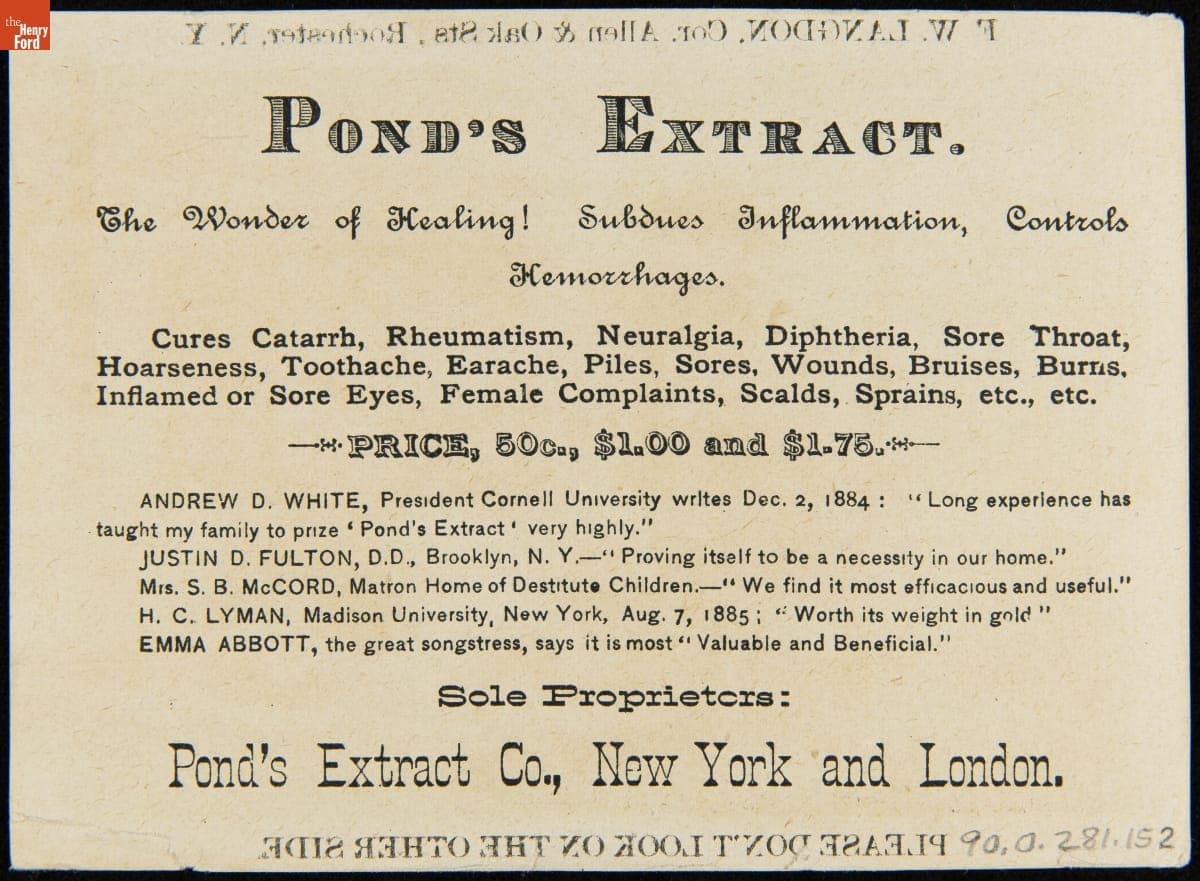 the
Henry
Ford
F. W. LANGDON, Cor. Allen & Oak Sts., Rochester, N. Y.
POND'S EXTRACT.
The Wonder of Healing! Subdues Inflammation, Controls
Hemorrhages.
Cures Catarrh, Rheumatism, Neuralgia, Diphtheria, Sore Throat,
Hoarseness, Toothache, Earache, Piles, Sores, Wounds, Bruises, Burns,
Inflamed or Sore Eyes, Female Complaints, Scalds, Sprains, etc., etc.
PRICE, 50c., $1.00 and $1.75.
ANDREW D. WHITE, President Cornell University writes Dec. 2, 1884 : "Long experience has
taught my family to prize 'Pond's Extract' very highly."
JUSTIN D. FULTON, D.D., Brooklyn, N. Y.—"Proving itself to be a necessity in our home."
Mrs. S. B. McCORD, Matron Home of Destitute Children.—"We find it most efficacious and useful."
H. C. LYMAN, Madison University, New York, Aug. 7, 1885 ; "Worth its weight in gold"
EMMA ABBOTT, the great songstress, says it is most "Valuable and Beneficial."
Sole Proprietors:
Pond's Extract Co., New York and London.
PLEASE DON'T LOOK ON THE OTHER SIDE
90.0.281.152